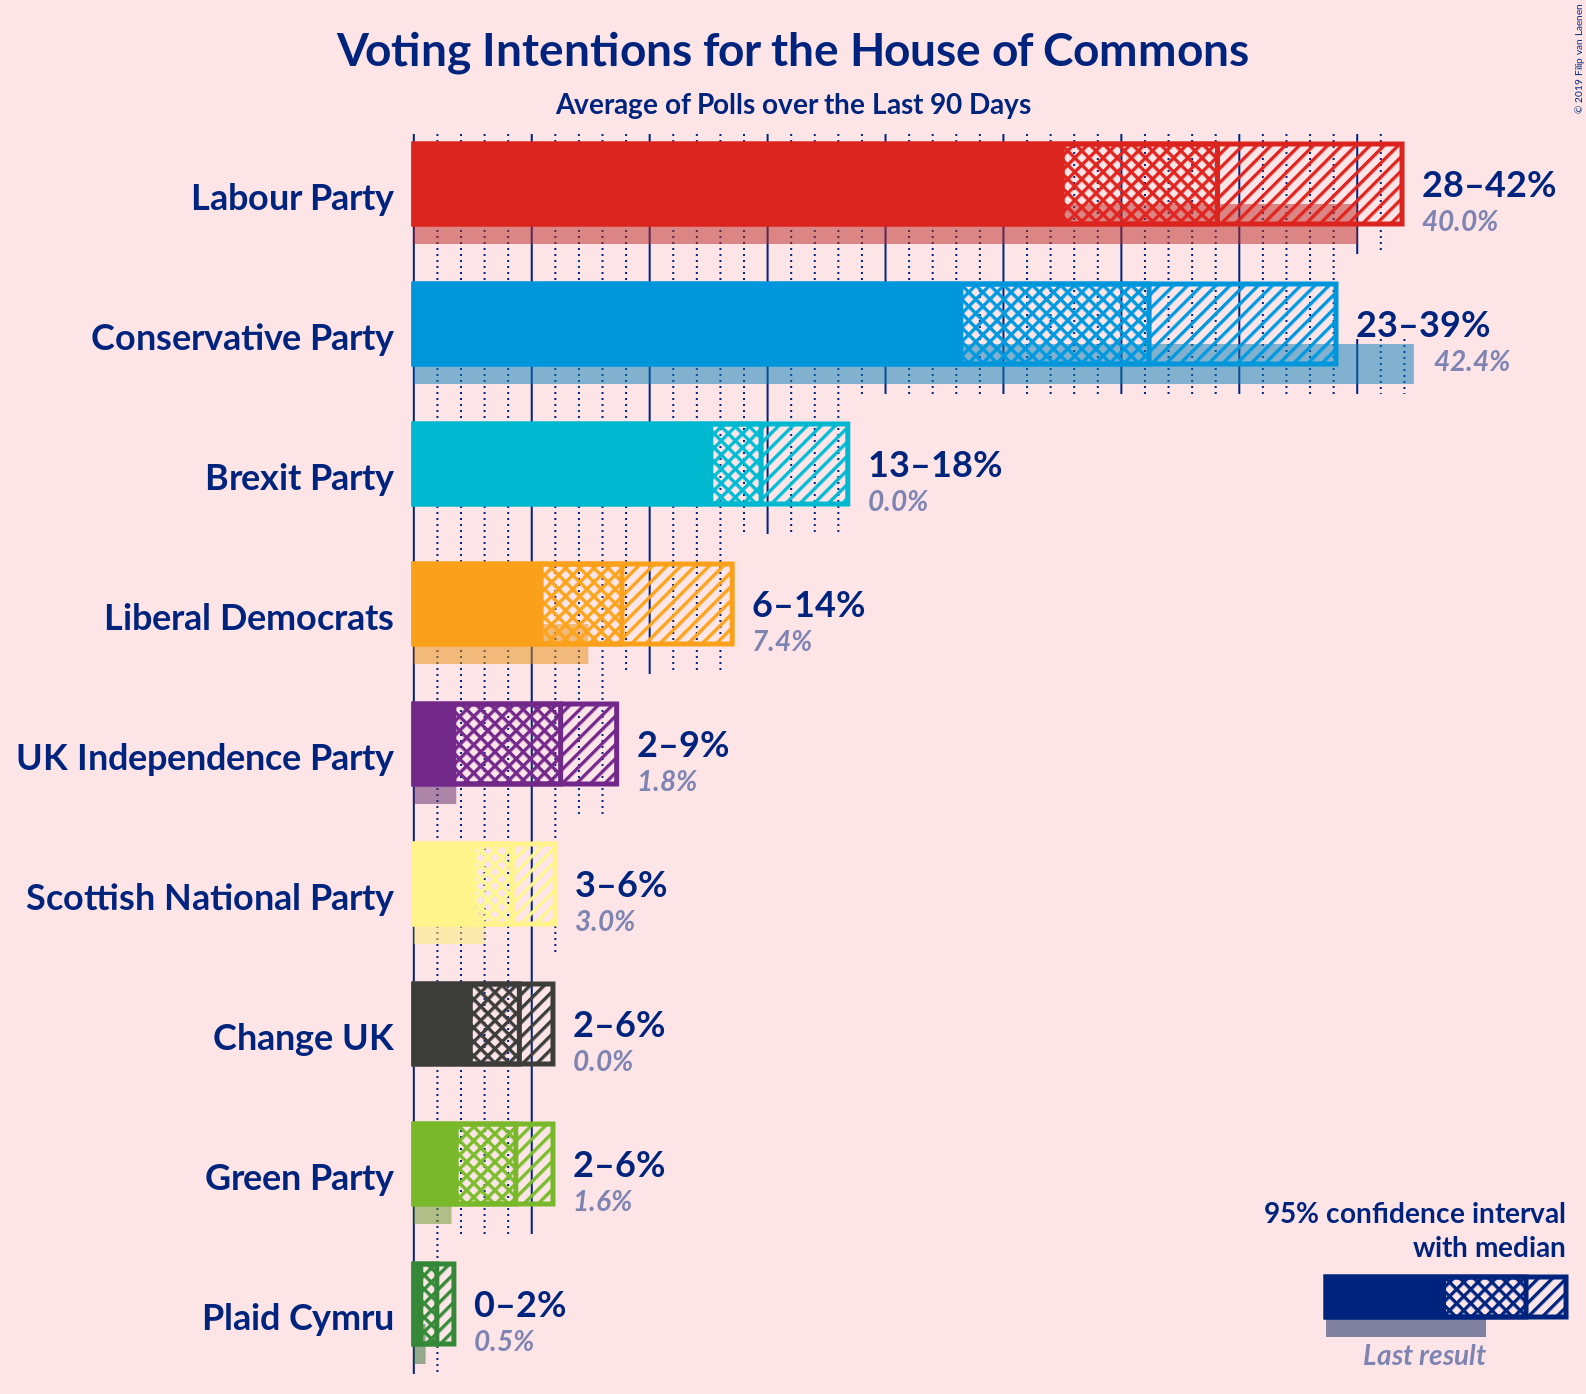 Voting Intentions for the House of Commons
Average of Polls over the Last 90 Days
© 2019 Filip van Laenen
Labour Party
28–42%
40.0%
Conservative Party
23–39%
42.4%
Brexit Party
13–18%
0.0%
Liberal Democrats
6–14%
7.4%
UK Independence Party
2–9%
1.8%
Scottish National Party
3–6%
3.0%
Change UK
2–6%
0.0%
Green Party
2–6%
1.6%
Plaid Cymru
0–2%
0.5%
95% confidence interval
with median
Last result